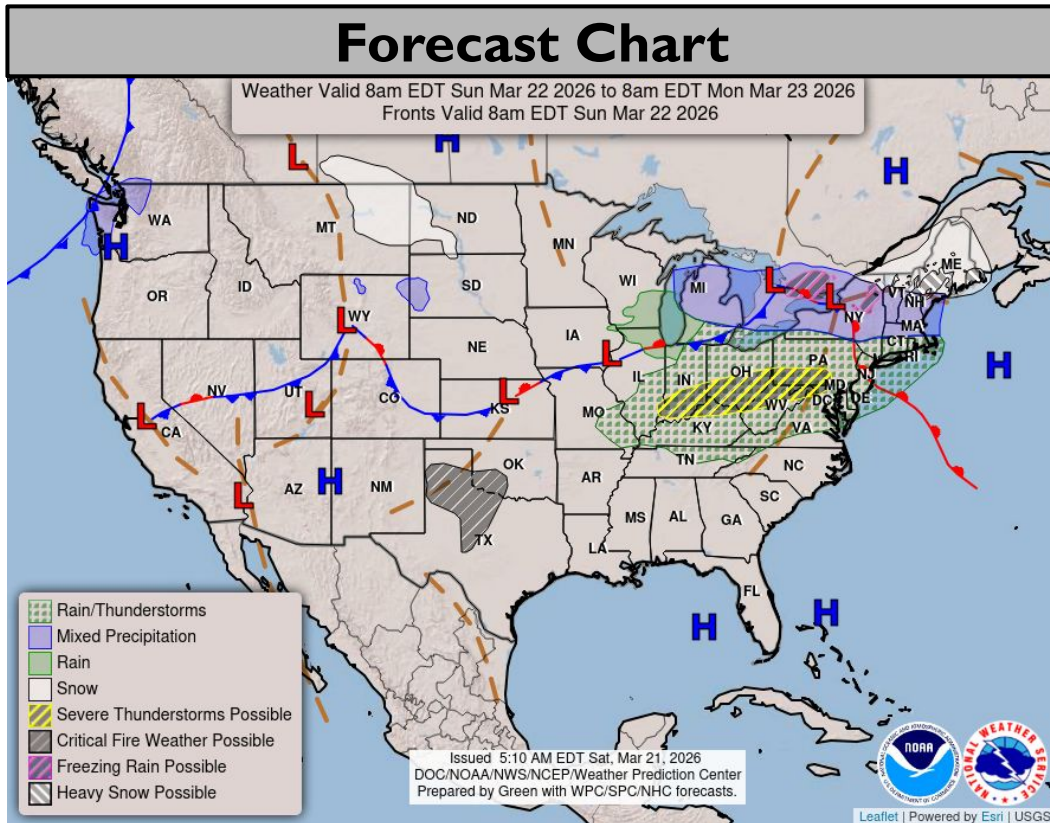 Forecast Chart
Weather Valid 8am EDT Sun Mar 22 2026 to 8am EDT Mon Mar 23 2026
Fronts Valid 8am EDT Sun Mar 22 2026
H
L
H
H
WA
MT
ND
MN
ME
H
OR
ID
WY
SD
WI
MI
VT
NH
L
L
L
NY
MA
NE
IA
CT
RI
H
L
IL
IN
OH
PA
NJ
NV
UT
L
CO
L
KS
MO
WV
MD
DC
DE
L
CA
KY
VA
TN
NC
AZ
H
NM
OK
AR
SC
L
TX
LA
MS
AL
GA
FL
H
H
Rain/Thunderstorms
Mixed Precipitation
Rain
Snow
Severe Thunderstorms Possible
Critical Fire Weather Possible
Freezing Rain Possible
Heavy Snow Possible
Issued 5:10 AM EDT Sat, Mar 21, 2026
DOC/NOAA/NWS/NCEP/Weather Prediction Center
Prepared by Green with WPC/SPC/NHC forecasts.
NOAA
NATIONAL WEATHER SERVICE
Leaflet | Powered by Esri | USGS